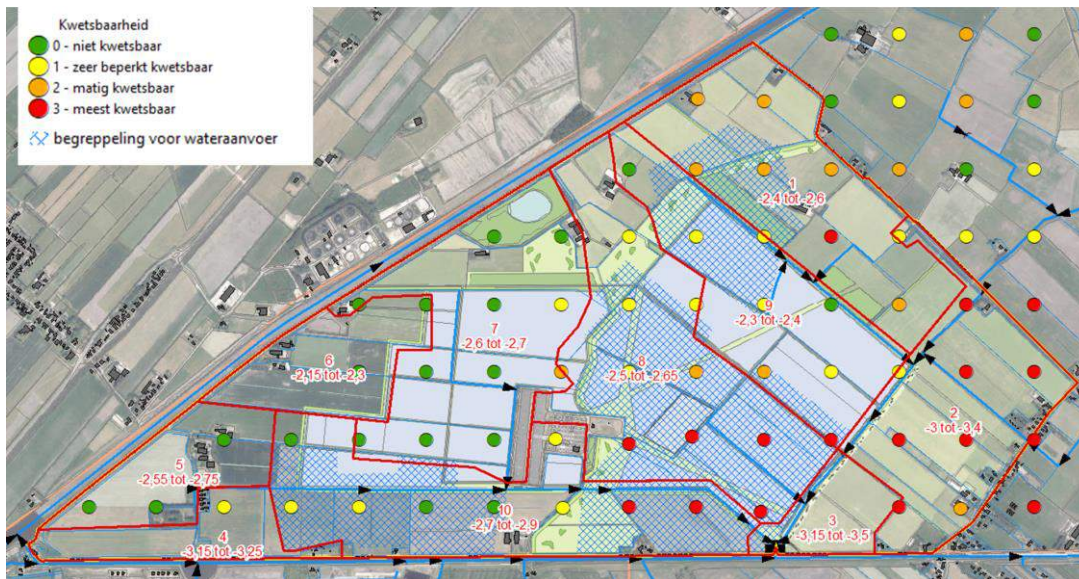 Kwetsbaarheid
0 - niet kwetsbaar
1 - zeer beperkt kwetsbaar
2 - matig kwetsbaar
3 - meest kwetsbaar
begreppeling voor wateraanvoer
1
-2,4 tot -2,6
9
-2,3 tot -2,4
7
-2,6 tot -2,7
6
-2,15 tot -2,3
8
-2,5 tot -2,65
2
-3 tot -3,4
5
-2,55 tot -2,75
10
-2,7 tot -2,9
3
-3,15 tot -3,5
4
-3,15 tot -3,25